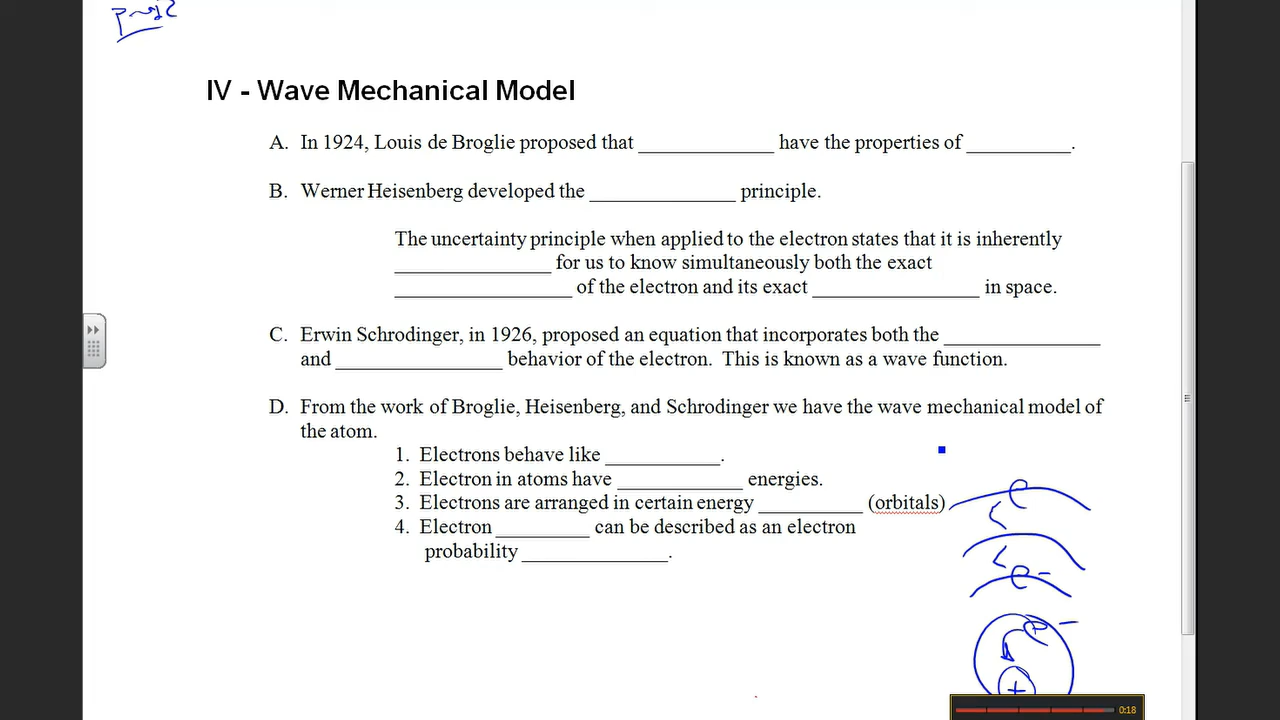 IV - Wave Mechanical Model
A. In 1924, Louis de Broglie proposed that ____________ have the properties of __________.
B. Werner Heisenberg developed the ______________ principle.
The uncertainty principle when applied to the electron states that it is inherently
_______________ for us to know simultaneously both the exact
_________________ of the electron and its exact ________________ in space.
C. Erwin Schrodinger, in 1926, proposed an equation that incorporates both the _______________
and ________________ behavior of the electron. This is known as a wave function.
D. From the work of Broglie, Heisenberg, and Schrodinger we have the wave mechanical model of
the atom.
1. Electrons behave like ___________.
2. Electron in atoms have ____________ energies.
3. Electrons are arranged in certain energy __________ (orbitals)
4. Electron _________ can be described as an electron
probability ______________.
e
e-
e-
+
0:18